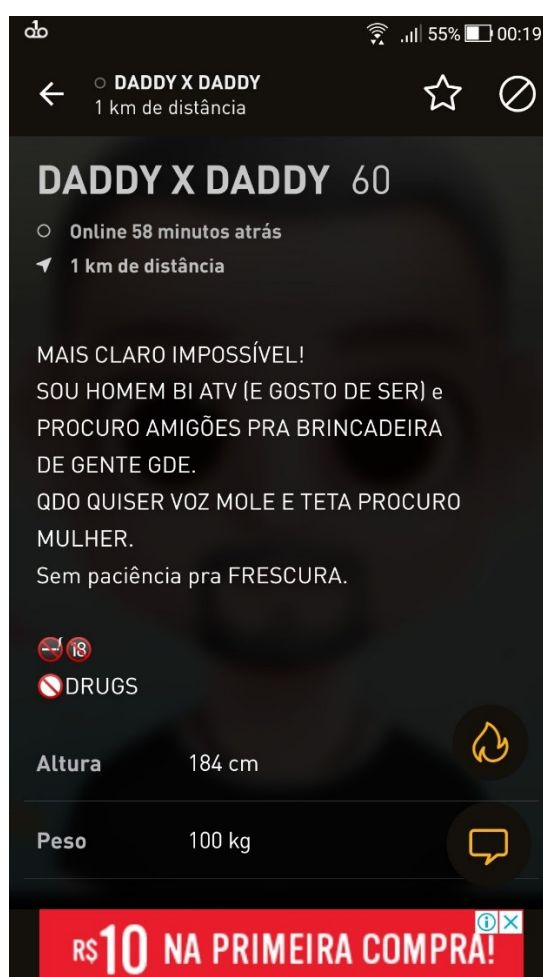 55% 00:19
DADDY X DADDY
1 km de distância
DADDY X DADDY 60
Online 58 minutos atrás
1 km de distância
MAIS CLARO IMPOSSÍVEL!
SOU HOMEM BI ATV (E GOSTO DE SER) e
PROCURO AMIGÕES PRA BRINCADEIRA
DE GENTE GDE.
QDO QUISER VOZ MOLE E TETA PROCURO
MULHER.
Sem paciência pra FRESCURA.
🚭🔞
🚫DRUGS
Altura 184 cm
Peso 100 kg
R$10 NA PRIMEIRA COMPRA!